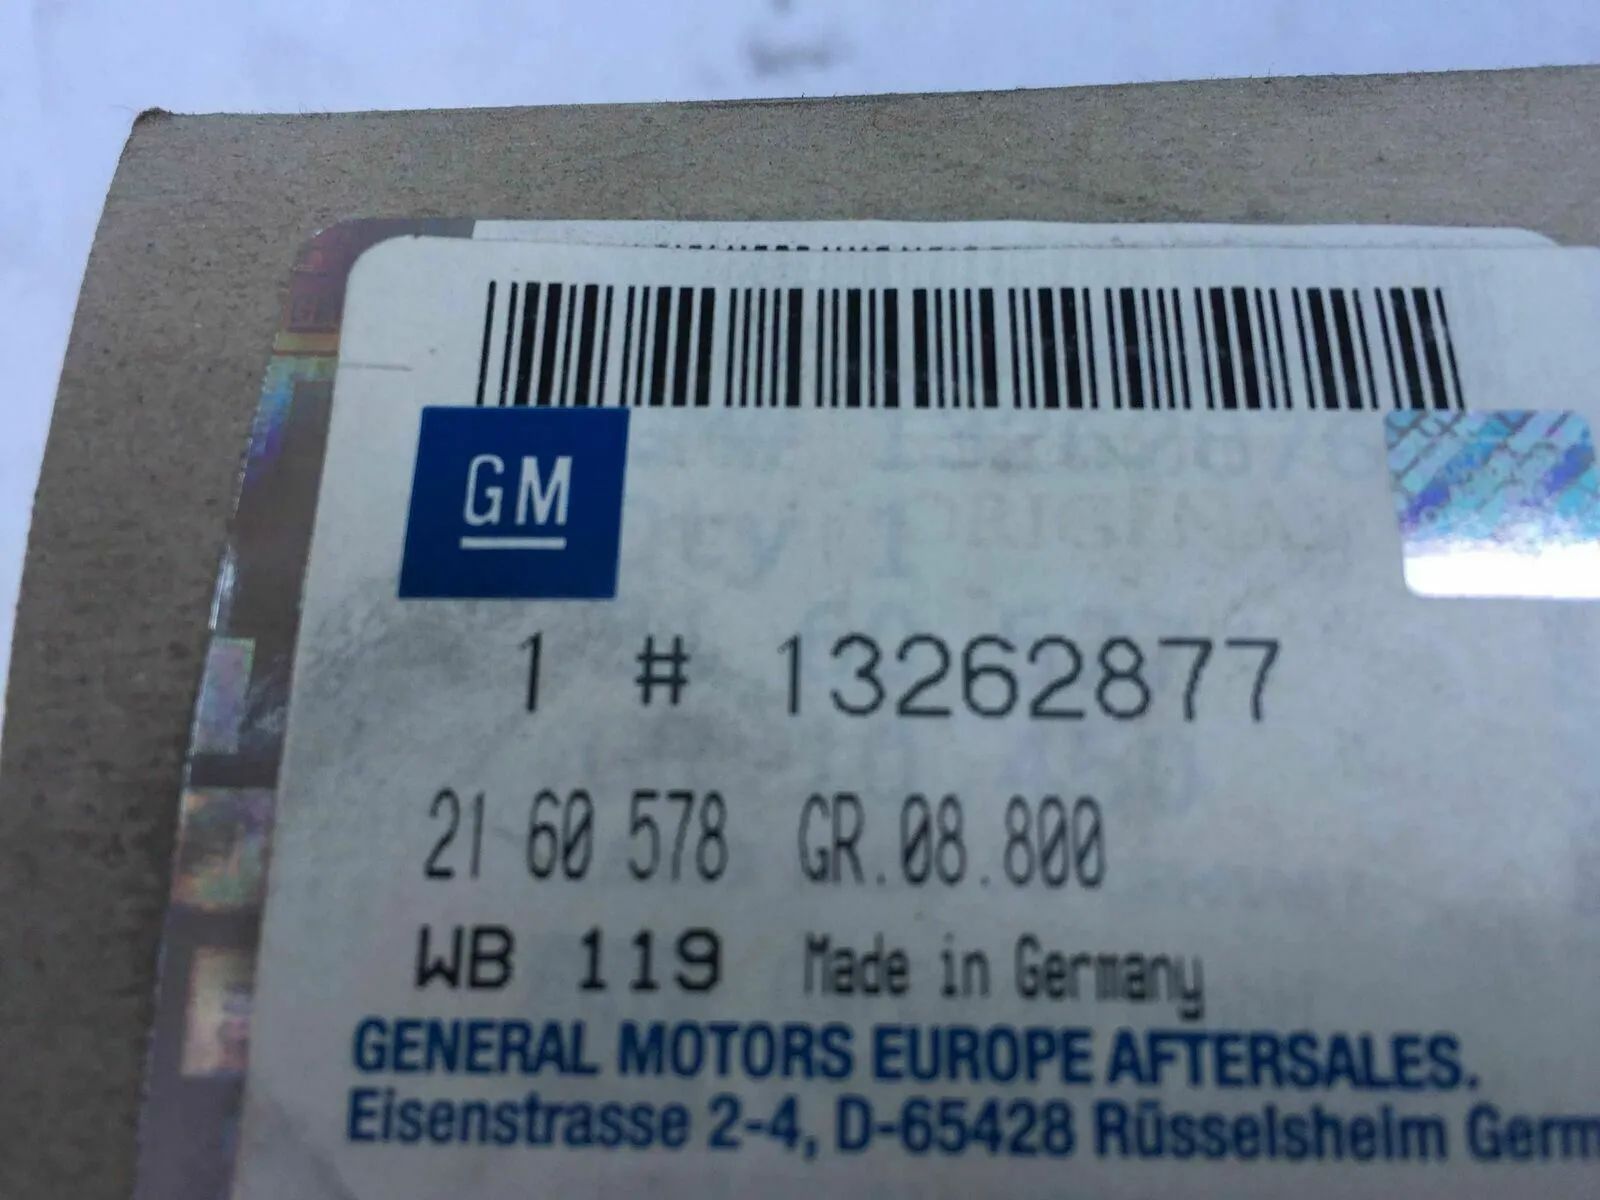 GM
1 # 13262877
21 60 578 GR.08.800
WB 119 Made in Germany
GENERAL MOTORS EUROPE AFTERSALES.
Eisenstrasse 2-4, D-65428 Rüsselsheim Germ